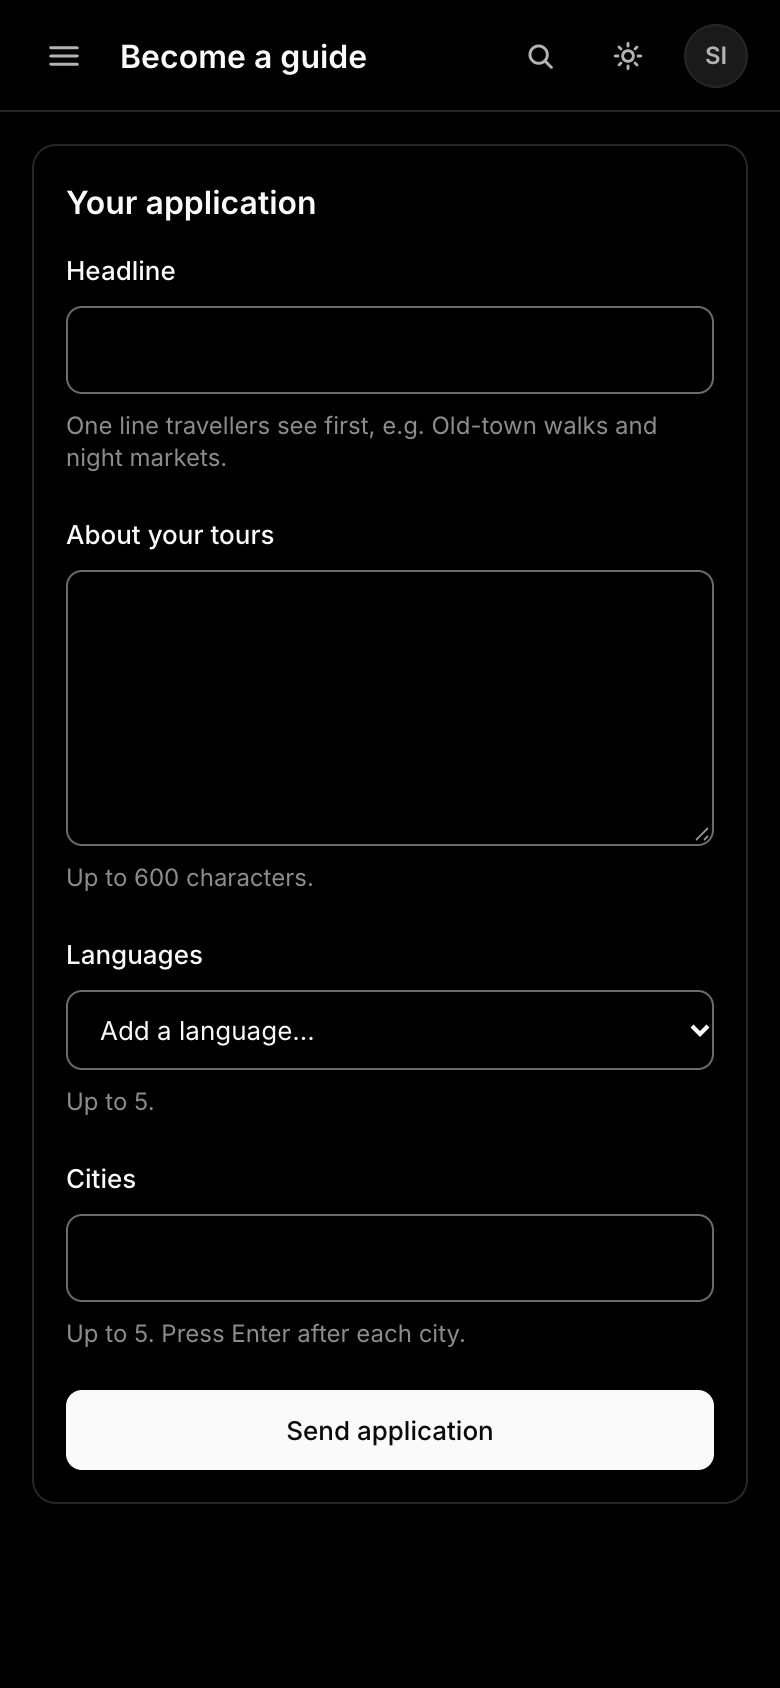 Become a guide
SI
Your application
Headline
One line travellers see first, e.g. Old-town walks and
night markets.
About your tours
Up to 600 characters.
Languages
Add a language...
Up to 5.
Cities
Up to 5. Press Enter after each city.
Send application